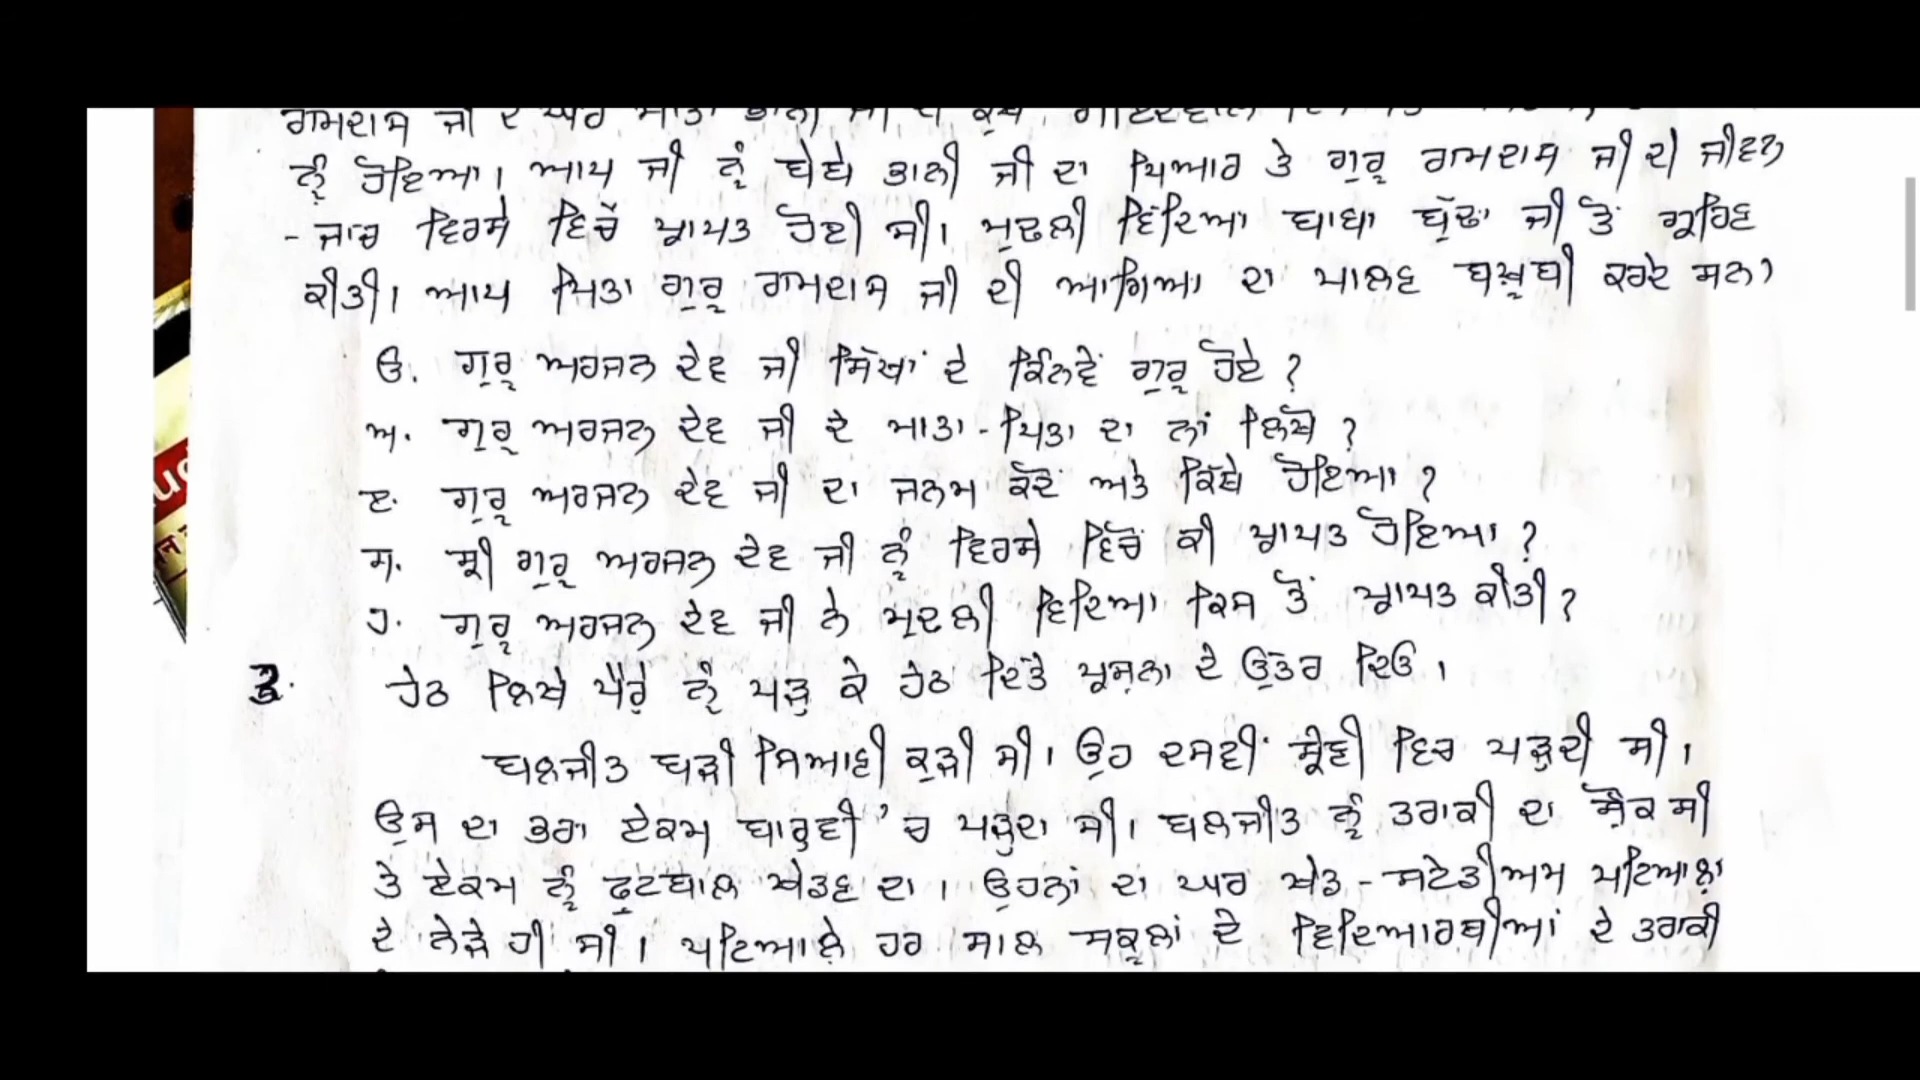 ਰਾਮਦਾਸ ਜੀ ਦੇ ਘਰ ਮਾਤਾ ਭਾਨੀ ਜੀ ਦੀ ਕੁੱਖੋਂ ਗੋਇੰਦਵਾਲ
ਨੂੰ ਹੋਇਆ। ਆਪ ਜੀ ਨੂੰ ਬੇਬੇ ਭਾਨੀ ਜੀ ਦਾ ਪਿਆਰ ਤੇ ਗੁਰੂ ਰਾਮਦਾਸ ਜੀ ਦੀ ਜੀਵਨ
-ਜਾਚ ਵਿਰਸੇ ਵਿਚੋਂ ਪ੍ਰਾਪਤ ਹੋਈ ਸੀ। ਮੁਢਲੀ ਵਿੱਦਿਆ ਬਾਬਾ ਬੁੱਢਾ ਜੀ ਤੋਂ ਗ੍ਰਹਿਣ
ਕੀਤੀ। ਆਪ ਪਿਤਾ ਗੁਰੂ ਰਾਮਦਾਸ ਜੀ ਦੀ ਆਗਿਆ ਦਾ ਪਾਲਣ ਬਖ਼ੂਬੀ ਕਰਦੇ ਸਨ।
ੳ. ਗੁਰੂ ਅਰਜਨ ਦੇਵ ਜੀ ਸਿੱਖਾਂ ਦੇ ਕਿੰਨਵੇਂ ਗੁਰੂ ਹੋਏ ?
ਅ. ਗੁਰੂ ਅਰਜਨ ਦੇਵ ਜੀ ਦੇ ਮਾਤਾ-ਪਿਤਾ ਦਾ ਨਾਂ ਲਿਖੋ ?
ੲ. ਗੁਰੂ ਅਰਜਨ ਦੇਵ ਜੀ ਦਾ ਜਨਮ ਕਦੋਂ ਅਤੇ ਕਿੱਥੇ ਹੋਇਆ ?
ਸ. ਸ੍ਰੀ ਗੁਰੂ ਅਰਜਨ ਦੇਵ ਜੀ ਨੂੰ ਵਿਰਸੇ ਵਿੱਚੋਂ ਕੀ ਪ੍ਰਾਪਤ ਹੋਇਆ ?
ਹ. ਗੁਰੂ ਅਰਜਨ ਦੇਵ ਜੀ ਨੇ ਮੁਢਲੀ ਵਿਦਿਆ ਕਿਸ ਤੋਂ ਪ੍ਰਾਪਤ ਕੀਤੀ ?
3. ਹੇਠ ਲਿਖੇ ਪੈਰ੍ਹੇ ਨੂੰ ਪੜ੍ਹ ਕੇ ਹੇਠ ਦਿੱਤੇ ਪ੍ਰਸ਼ਨਾ ਦੇ ਉੱਤਰ ਦਿਓ।
ਬਲਜੀਤ ਬੜੀ ਸਿਆਣੀ ਕੁੜੀ ਸੀ। ਉਹ ਦਸਵੀਂ ਸ਼੍ਰੇਣੀ ਵਿਚ ਪੜ੍ਹਦੀ ਸੀ।
ਉਸ ਦਾ ਭਰਾ ਏਕਮ ਬਾਰ੍ਹਵੀਂ 'ਚ ਪੜ੍ਹਦਾ ਸੀ। ਬਲਜੀਤ ਨੂੰ ਤਰਾਕੀ ਦਾ ਸ਼ੌਕ ਸੀ
ਤੇ ਏਕਮ ਨੂੰ ਫੁਟਬਾਲ ਖੇਡਣ ਦਾ। ਉਹਨਾਂ ਦਾ ਘਰ ਖੇਡ-ਸਟੇਡੀਅਮ ਪਟਿਆਲ਼ਾ
ਦੇ ਨੇੜੇ ਹੀ ਸੀ। ਪਟਿਆਲ਼ੇ ਹਰ ਸਾਲ ਸਕੂਲਾਂ ਦੇ ਵਿਦਿਆਰਥੀਆਂ ਦੇ ਤਰਾਕੀ